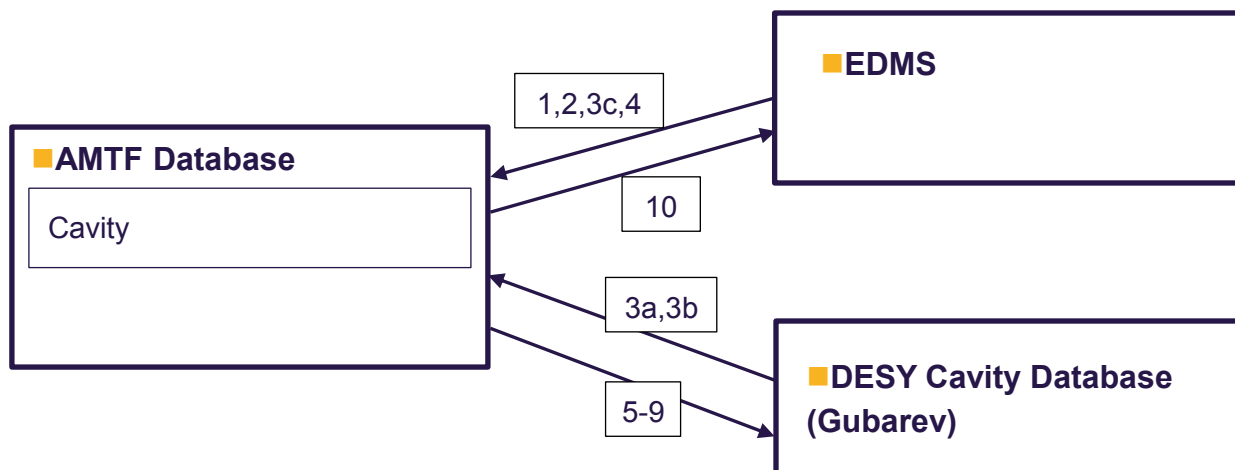 EDMS
1,2,3c,4
AMTF Database
10
Cavity
3a,3b
DESY Cavity Database
(Gubarev)
5-9